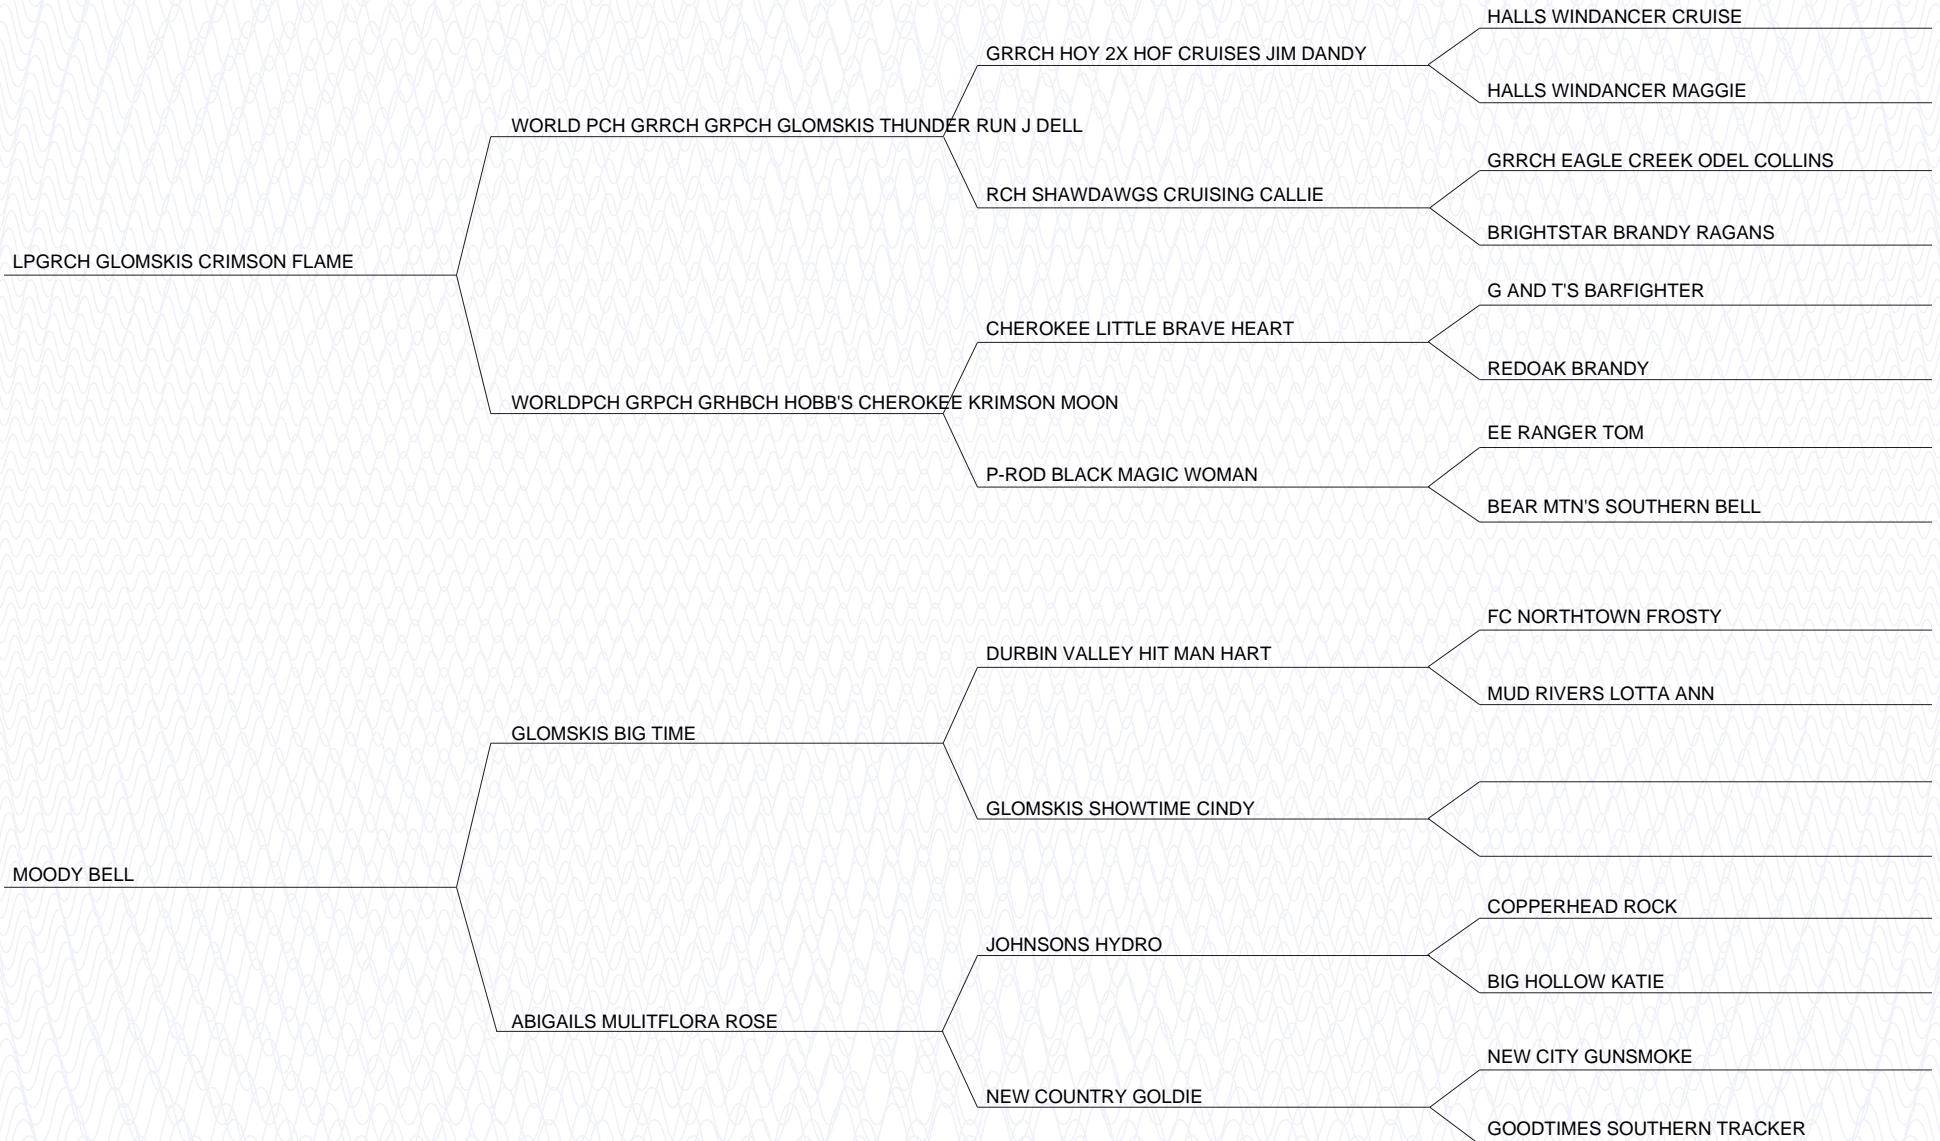 HALLS WINDANCER CRUISE
GRRCH HOY 2X HOF CRUISES JIM DANDY
HALLS WINDANCER MAGGIE
WORLD PCH GRRCH GRPCH GLOMSKIS THUNDER RUN J DELL
GRRCH EAGLE CREEK ODEL COLLINS
RCH SHAWDAWGS CRUISING CALLIE
BRIGHTSTAR BRANDY RAGANS
LPGRCH GLOMSKIS CRIMSON FLAME
G AND T'S BARFIGHTER
CHEROKEE LITTLE BRAVE HEART
REDOAK BRANDY
WORLDPCH GRPCH GRHBCH HOBB'S CHEROKEE KRIMSON MOON
EE RANGER TOM
P-ROD BLACK MAGIC WOMAN
BEAR MTN'S SOUTHERN BELL
FC NORTHTOWN FROSTY
DURBIN VALLEY HIT MAN HART
MUD RIVERS LOTTA ANN
GLOMSKIS BIG TIME
GLOMSKIS SHOWTIME CINDY
MOODY BELL
COPPERHEAD ROCK
JOHNSONS HYDRO
BIG HOLLOW KATIE
ABIGAILS MULITFLORA ROSE
NEW CITY GUNSMOKE
NEW COUNTRY GOLDIE
GOODTIMES SOUTHERN TRACKER